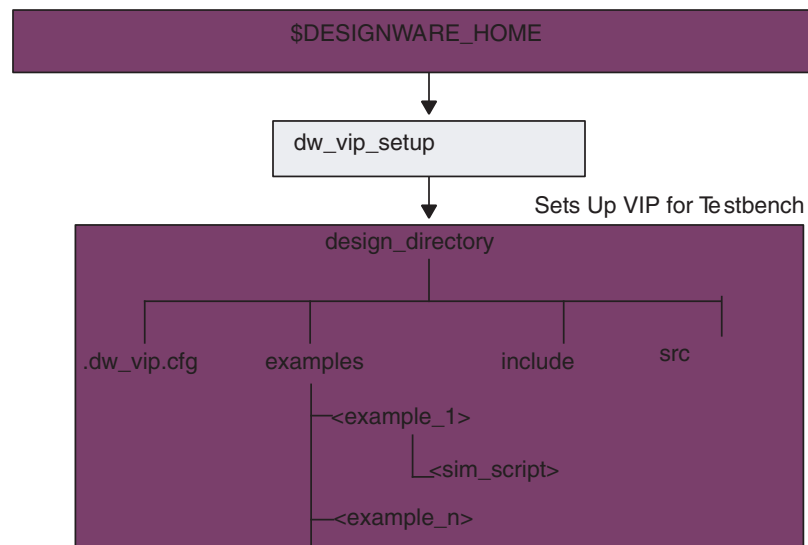 $DESIGNWARE_HOME
dw_vip_setup
Sets Up VIP for Testbench
design_directory
.dw_vip.cfg examples include src
<example_1>
<sim_script>
<example_n>